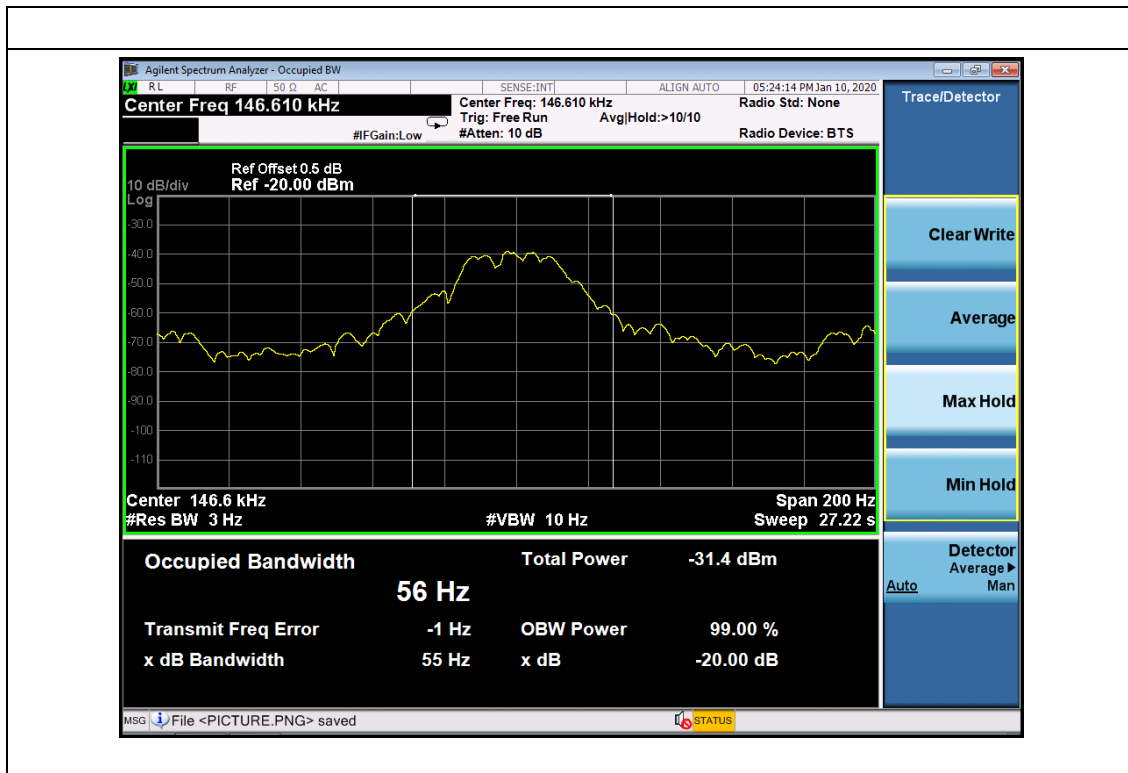 Agilent Spectrum Analyzer - Occupied BW
LXI RL RF 50 Ω AC SENSE:INT ALIGN AUTO 05:24:14 PM Jan 10, 2020
Center Freq 146.610 kHz
Center Freq: 146.610 kHz
Radio Std: None
Trig: Free Run Avg|Hold:>10/10
#IFGain:Low
#Atten: 10 dB
Radio Device: BTS
Ref Offset 0.5 dB
10 dB/div Ref -20.00 dBm
Log
-30.0
-40.0
-50.0
-60.0
-70.0
-80.0
-90.0
-100
-110
Center 146.6 kHz Span 200 Hz
#Res BW 3 Hz #VBW 10 Hz Sweep 27.22 s
Occupied Bandwidth Total Power -31.4 dBm
56 Hz
Transmit Freq Error -1 Hz OBW Power 99.00 %
x dB Bandwidth 55 Hz x dB -20.00 dB
MSG File <PICTURE.PNG> saved STATUS
Trace/Detector
Clear Write
Average
Max Hold
Min Hold
Detector
Average
Auto Man